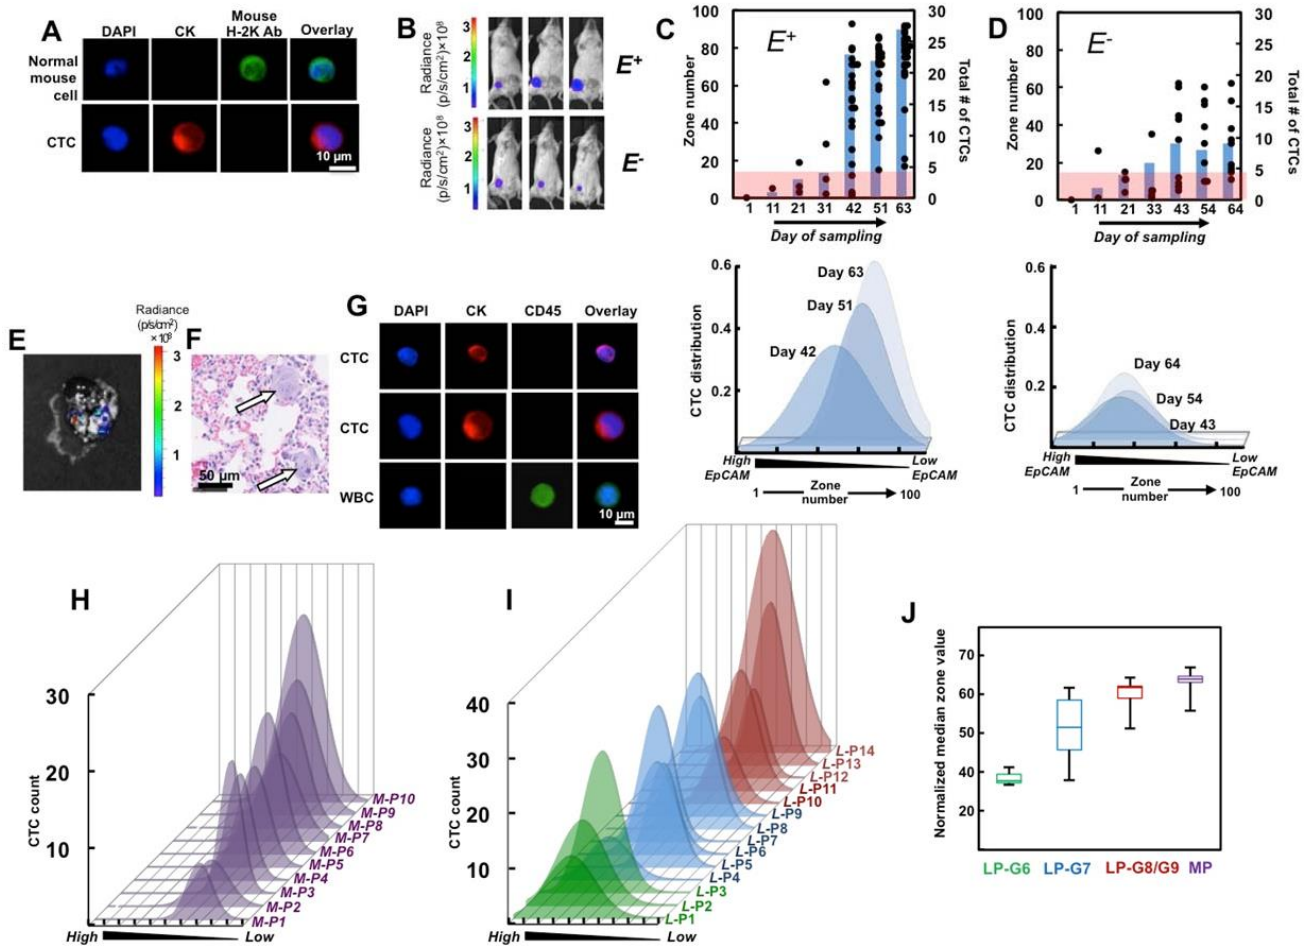 A
DAPI CK Mouse H-2K Ab Overlay
Normal mouse cell
CTC
10 µm
B
Radiance (p/s/cm²)×10⁸
3
2
1
E⁺
Radiance (p/s/cm²)×10⁸
3
2
1
E⁻
C
E⁺
Zone number
100
80
60
40
20
0
Total # of CTCs
30
25
20
15
10
5
0
1 11 21 31 42 51 63
Day of sampling
CTC distribution
0.6
0.4
0.2
Day 63
Day 51
Day 42
High EpCAM
Low EpCAM
1 Zone number 100
D
E⁻
Zone number
100
80
60
40
20
0
Total # of CTCs
30
25
20
15
10
5
0
1 11 21 33 43 54 64
Day of sampling
CTC distribution
0.6
0.2
Day 64
Day 54
Day 43
High EpCAM
Low EpCAM
1 Zone number 100
E
Radiance
(p/s/cm²)
×10⁸
3
2
1
F
50 µm
G
DAPI CK CD45 Overlay
CTC
CTC
WBC
10 µm
H
CTC count
30
20
10
M-P10
M-P9
M-P8
M-P7
M-P6
M-P5
M-P4
M-P3
M-P2
M-P1
High Low
I
CTC count
40
30
20
10
L-P14
L-P13
L-P12
L-P11
L-P10
L-P9
L-P8
L-P7
L-P6
L-P5
L-P4
L-P3
L-P2
L-P1
High Low
J
Normalized median zone value
70
60
50
40
20
LP-G6 LP-G7 LP-G8/G9 MP